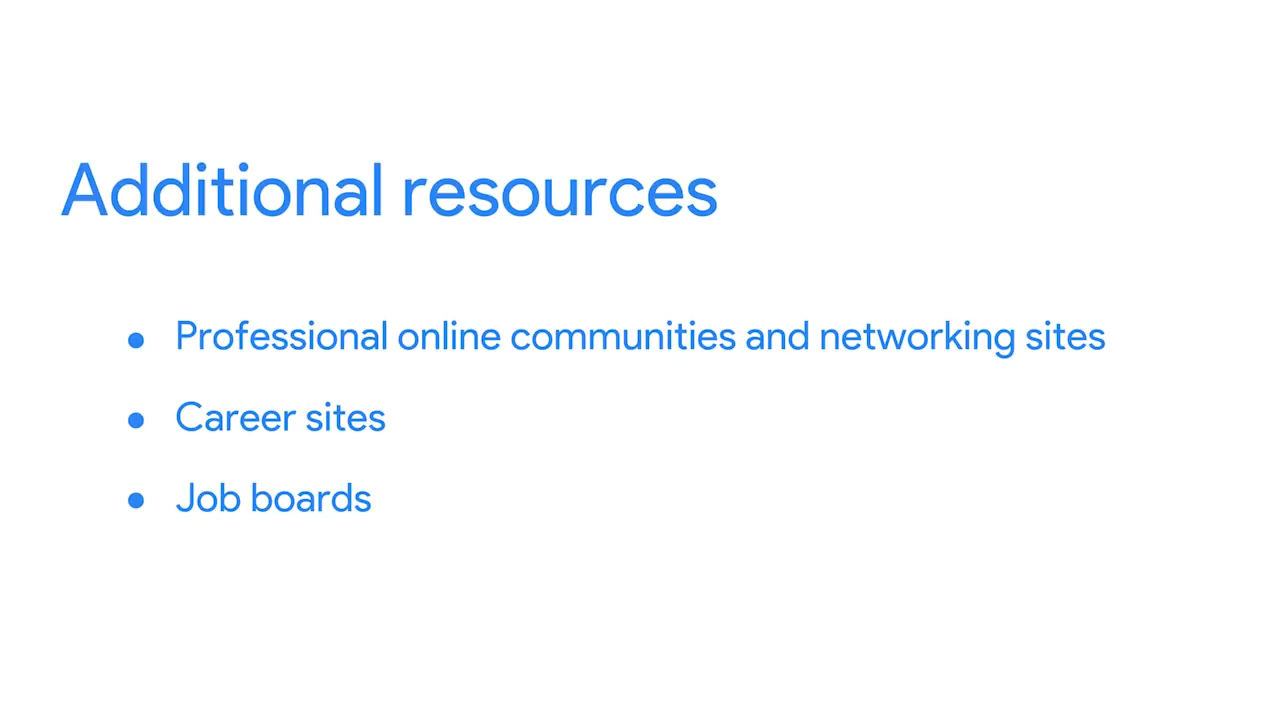 Additional resources
● Professional online communities and networking sites
● Career sites
● Job boards